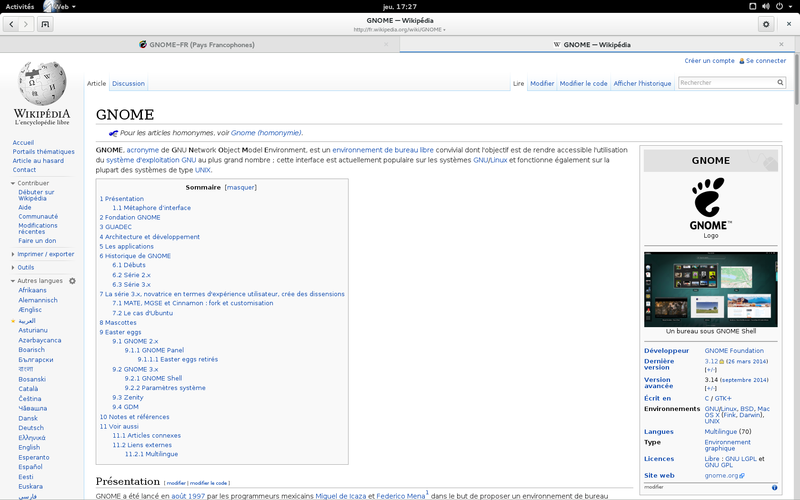 Activités
Web
jeu, 17:27
GNOME — Wikipédia
http://fr.wikipedia.org/wiki/GNOME
GNOME-FR (Pays Francophones)
GNOME — Wikipédia
Créer un compte
Se connecter
WIKIPÉDIA
L'encyclopédie libre
Article
Discussion
Lire
Modifier
Modifier le code
Afficher l'historique
Rechercher
Accueil
Portails thématiques
Article au hasard
Contact
Contribuer
Débuter sur
Wikipédia
Aide
Communauté
Modifications
récentes
Faire un don
Imprimer / exporter
Outils
Autres langues
Afrikaans
Alemannisch
Ænglisc
العربية
Asturianu
Azərbaycanca
Boarisch
Български
বাংলা
Bosanski
Català
Čeština
Чӑвашла
Dansk
Deutsch
Ελληνικά
English
Esperanto
Español
Eesti
Euskara
فارسی
GNOME
Pour les articles homonymes, voir Gnome (homonymie).
GNOME, acronyme de GNU Network Object Model Environment, est un environnement de bureau libre convivial dont l'objectif est de rendre accessible l'utilisation
du système d'exploitation GNU au plus grand nombre ; cette interface est actuellement populaire sur les systèmes GNU/Linux et fonctionne également sur la
plupart des systèmes de type UNIX.
Sommaire [masquer]
1 Présentation
1.1 Métaphore d'interface
2 Fondation GNOME
3 GUADEC
4 Architecture et développement
5 Les applications
6 Historique de GNOME
6.1 Débuts
6.2 Série 2.x
6.3 Série 3.x
7 La série 3.x, novatrice en termes d'expérience utilisateur, crée des dissensions
7.1 MATE, MGSE et Cinnamon : fork et customisation
7.2 Le cas d'Ubuntu
8 Mascottes
9 Easter eggs
9.1 GNOME 2.x
9.1.1 GNOME Panel
9.1.1.1 Easter eggs retirés
9.2 GNOME 3.x
9.2.1 GNOME Shell
9.2.2 Paramètres système
9.3 Zenity
9.4 GDM
10 Notes et références
11 Voir aussi
11.1 Articles connexes
11.2 Liens externes
11.2.1 Multilingue
Présentation [ modifier | modifier le code ]
GNOME a été lancé en août 1997 par les programmeurs mexicains Miguel de Icaza et Federico Mena1 dans le but de proposer un environnement de bureau
GNOME
GNOME™
Logo
Un bureau sous GNOME Shell
Développeur GNOME Foundation
Dernière version 3.12 (26 mars 2014) [+/-]
Version avancée 3.14 (septembre 2014) [+/-]
Écrit en C / GTK+
Environnements GNU/Linux, BSD, Mac
OS X (Fink, Darwin),
UNIX
Langues Multilingue (70)
Type Environnement
graphique
Licences Libre : GNU LGPL et
GNU GPL
Site web gnome.org
modifier